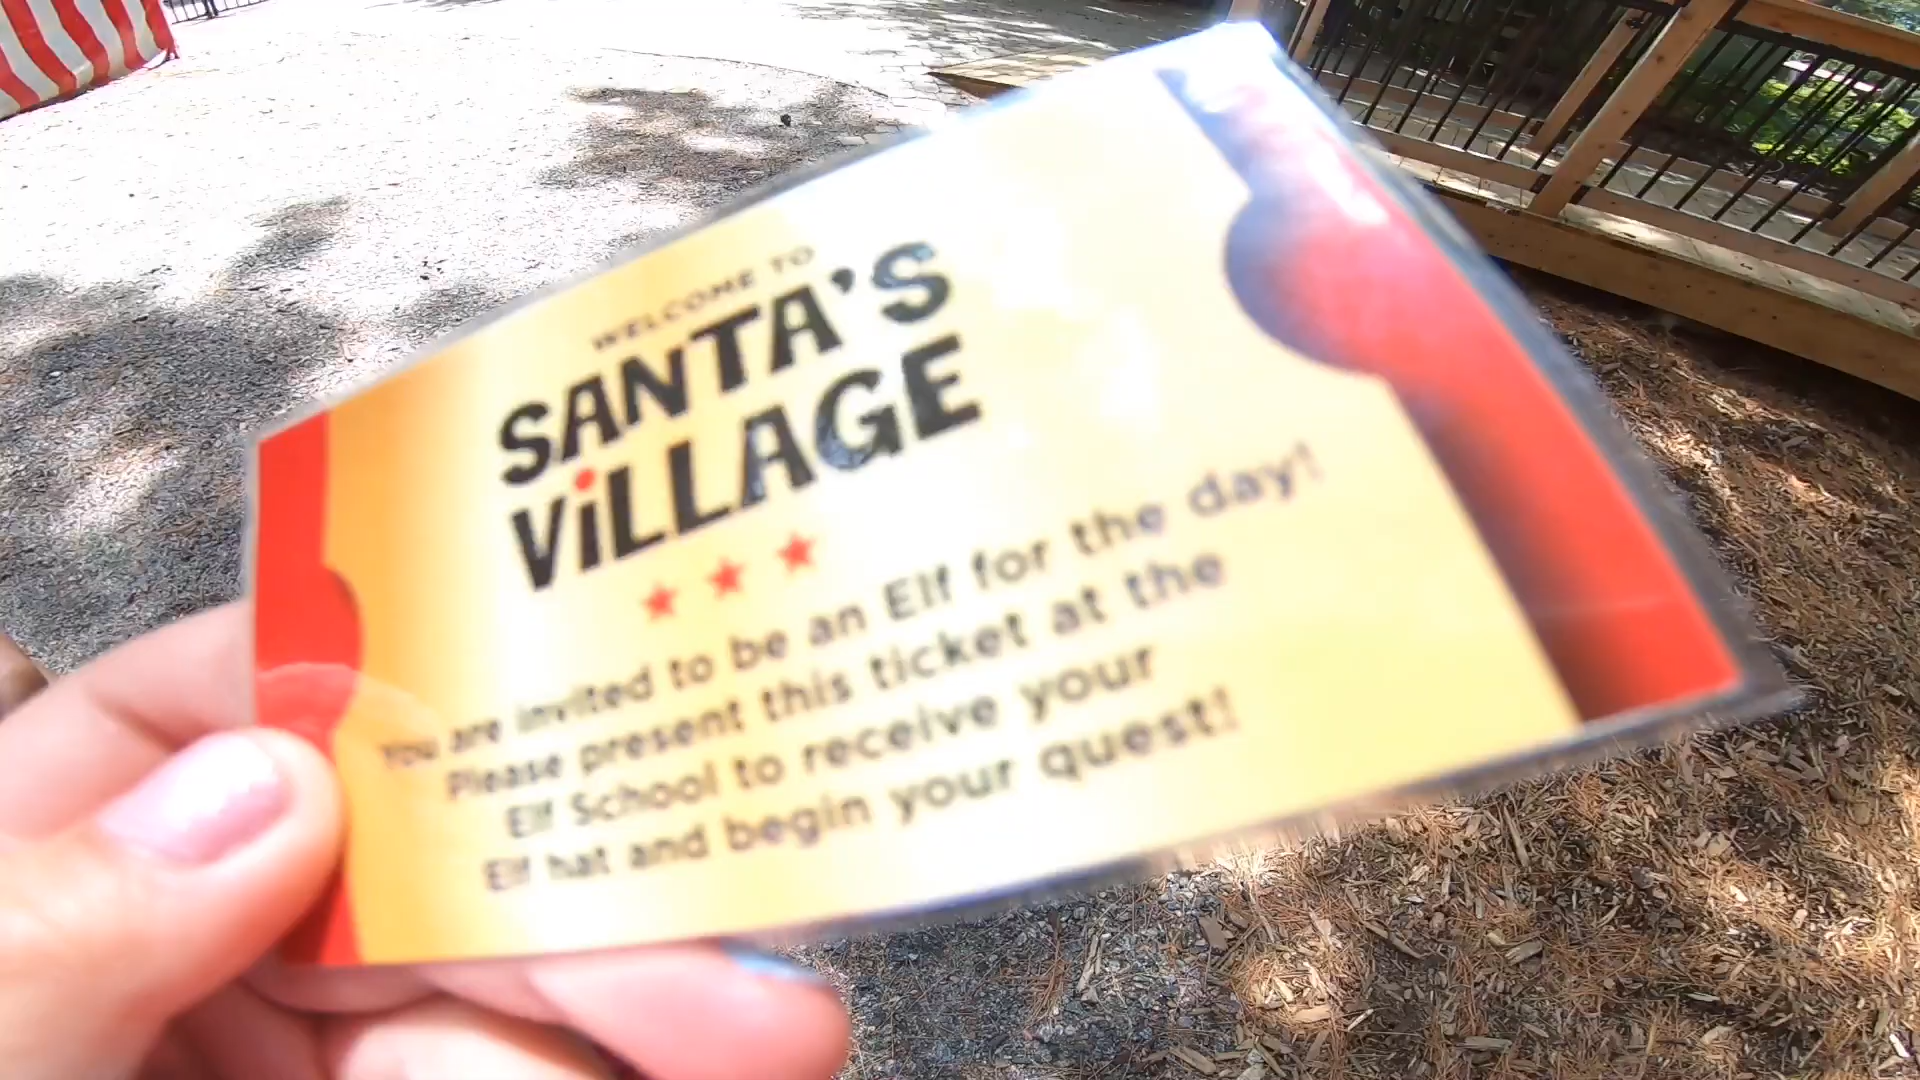 WELCOME TO
SANTA'S
ViLLAGE
You are invited to be an Elf for the day!
Please present this ticket at the
Elf School to receive your
Elf hat and begin your quest!